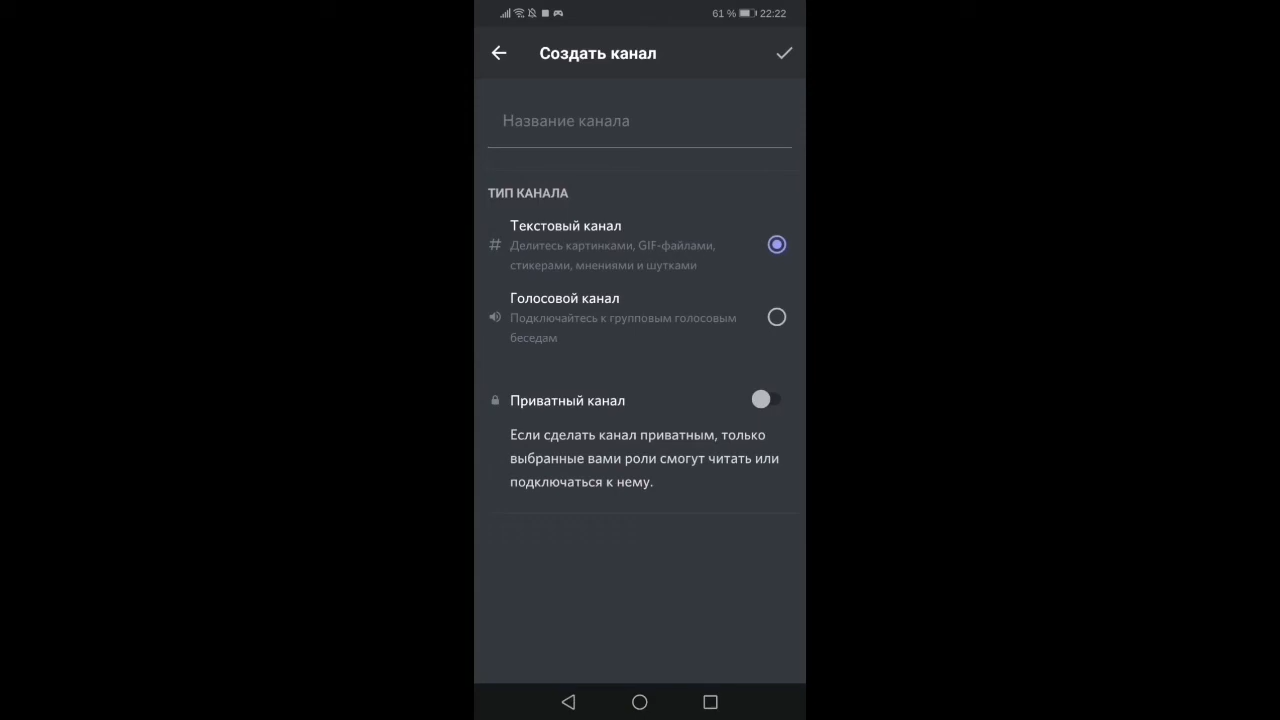 61 % 22:22
Создать канал
Название канала
ТИП КАНАЛА
Текстовый канал
Делитесь картинками, GIF-файлами,
стикерами, мнениями и шутками
Голосовой канал
Подключайтесь к групповым голосовым
беседам
Приватный канал
Если сделать канал приватным, только
выбранные вами роли смогут читать или
подключаться к нему.